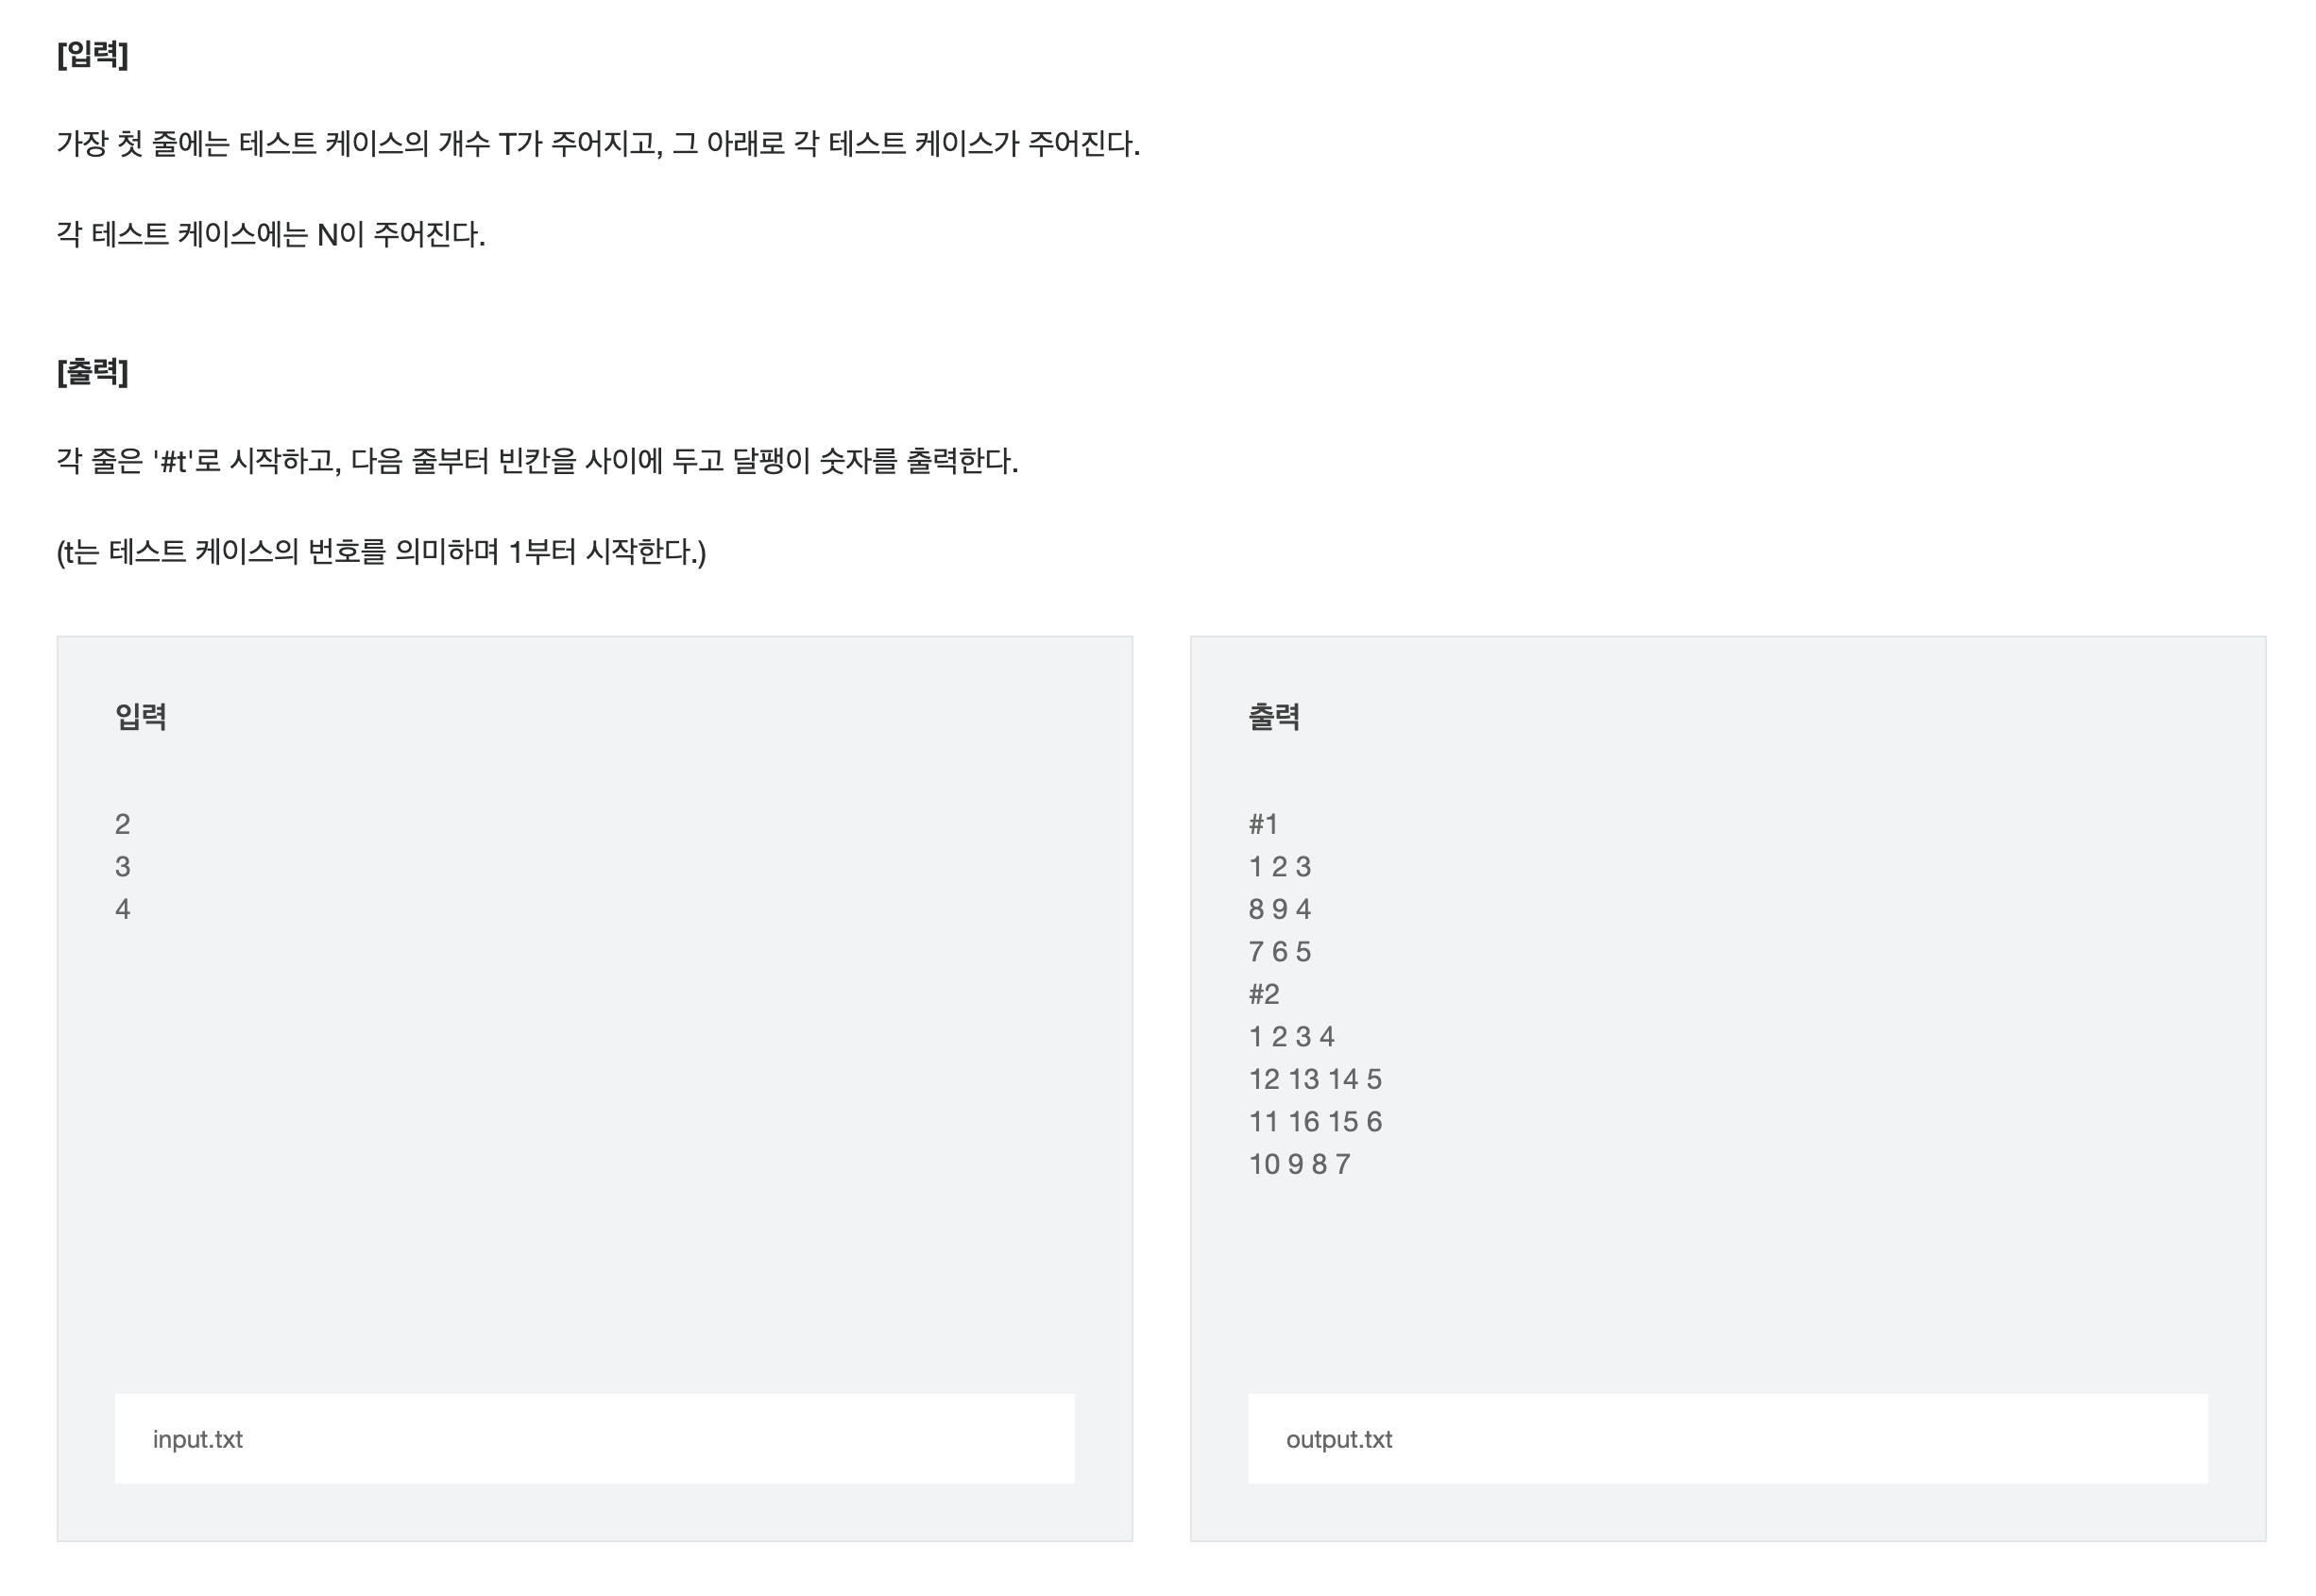 [입력]
가장 첫 줄에는 테스트 케이스의 개수 T가 주어지고, 그 아래로 각 테스트 케이스가 주어진다.
각 테스트 케이스에는 N이 주어진다.
[출력]
각 줄은 '#t'로 시작하고, 다음 줄부터 빈칸을 사이에 두고 달팽이 숫자를 출력한다.
(t는 테스트 케이스의 번호를 의미하며 1부터 시작한다.)
입력
2
3
4
input.txt
출력
#1
1 2 3
8 9 4
7 6 5
#2
1 2 3 4
12 13 14 5
11 16 15 6
10 9 8 7
output.txt